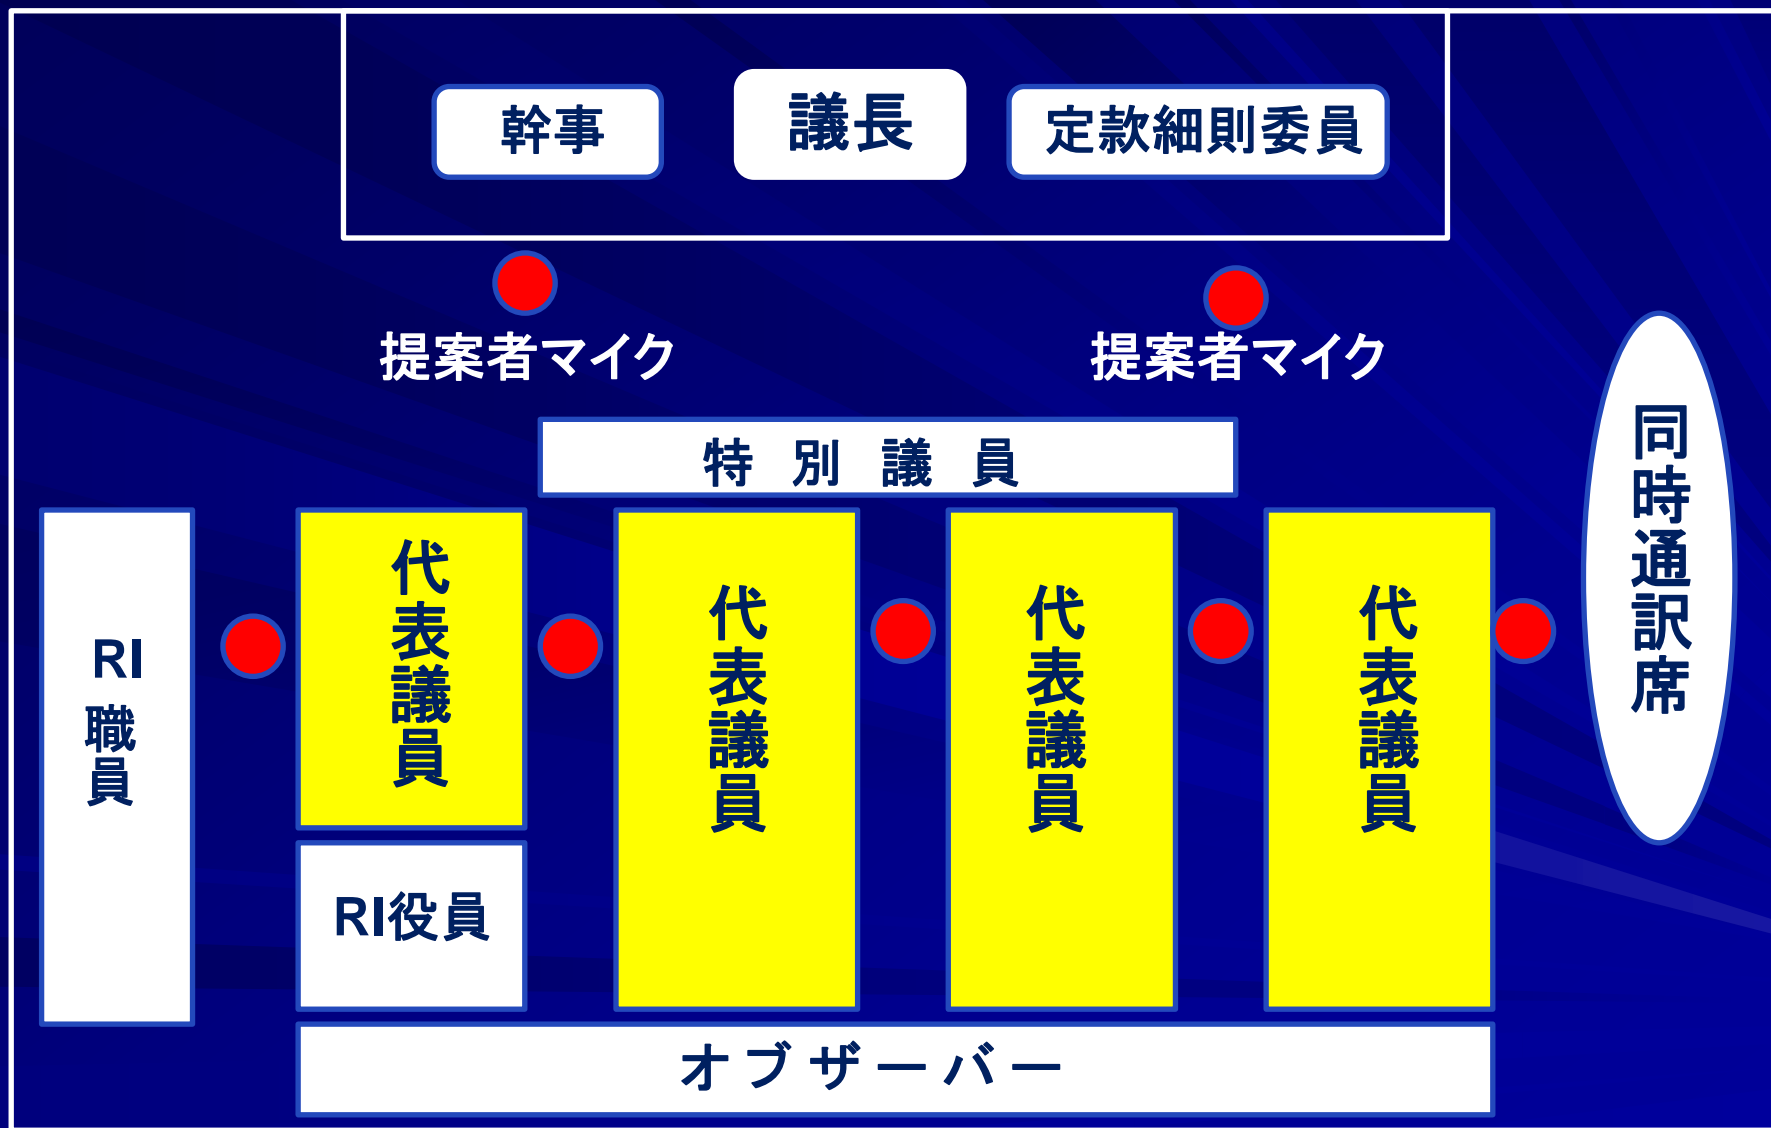 幹事
議長
定款細則委員
提案者マイク
提案者マイク
特 別 議 員
同時通訳席
RI
職員
代表議員
代表議員
代表議員
代表議員
RI役員
オブザーバー